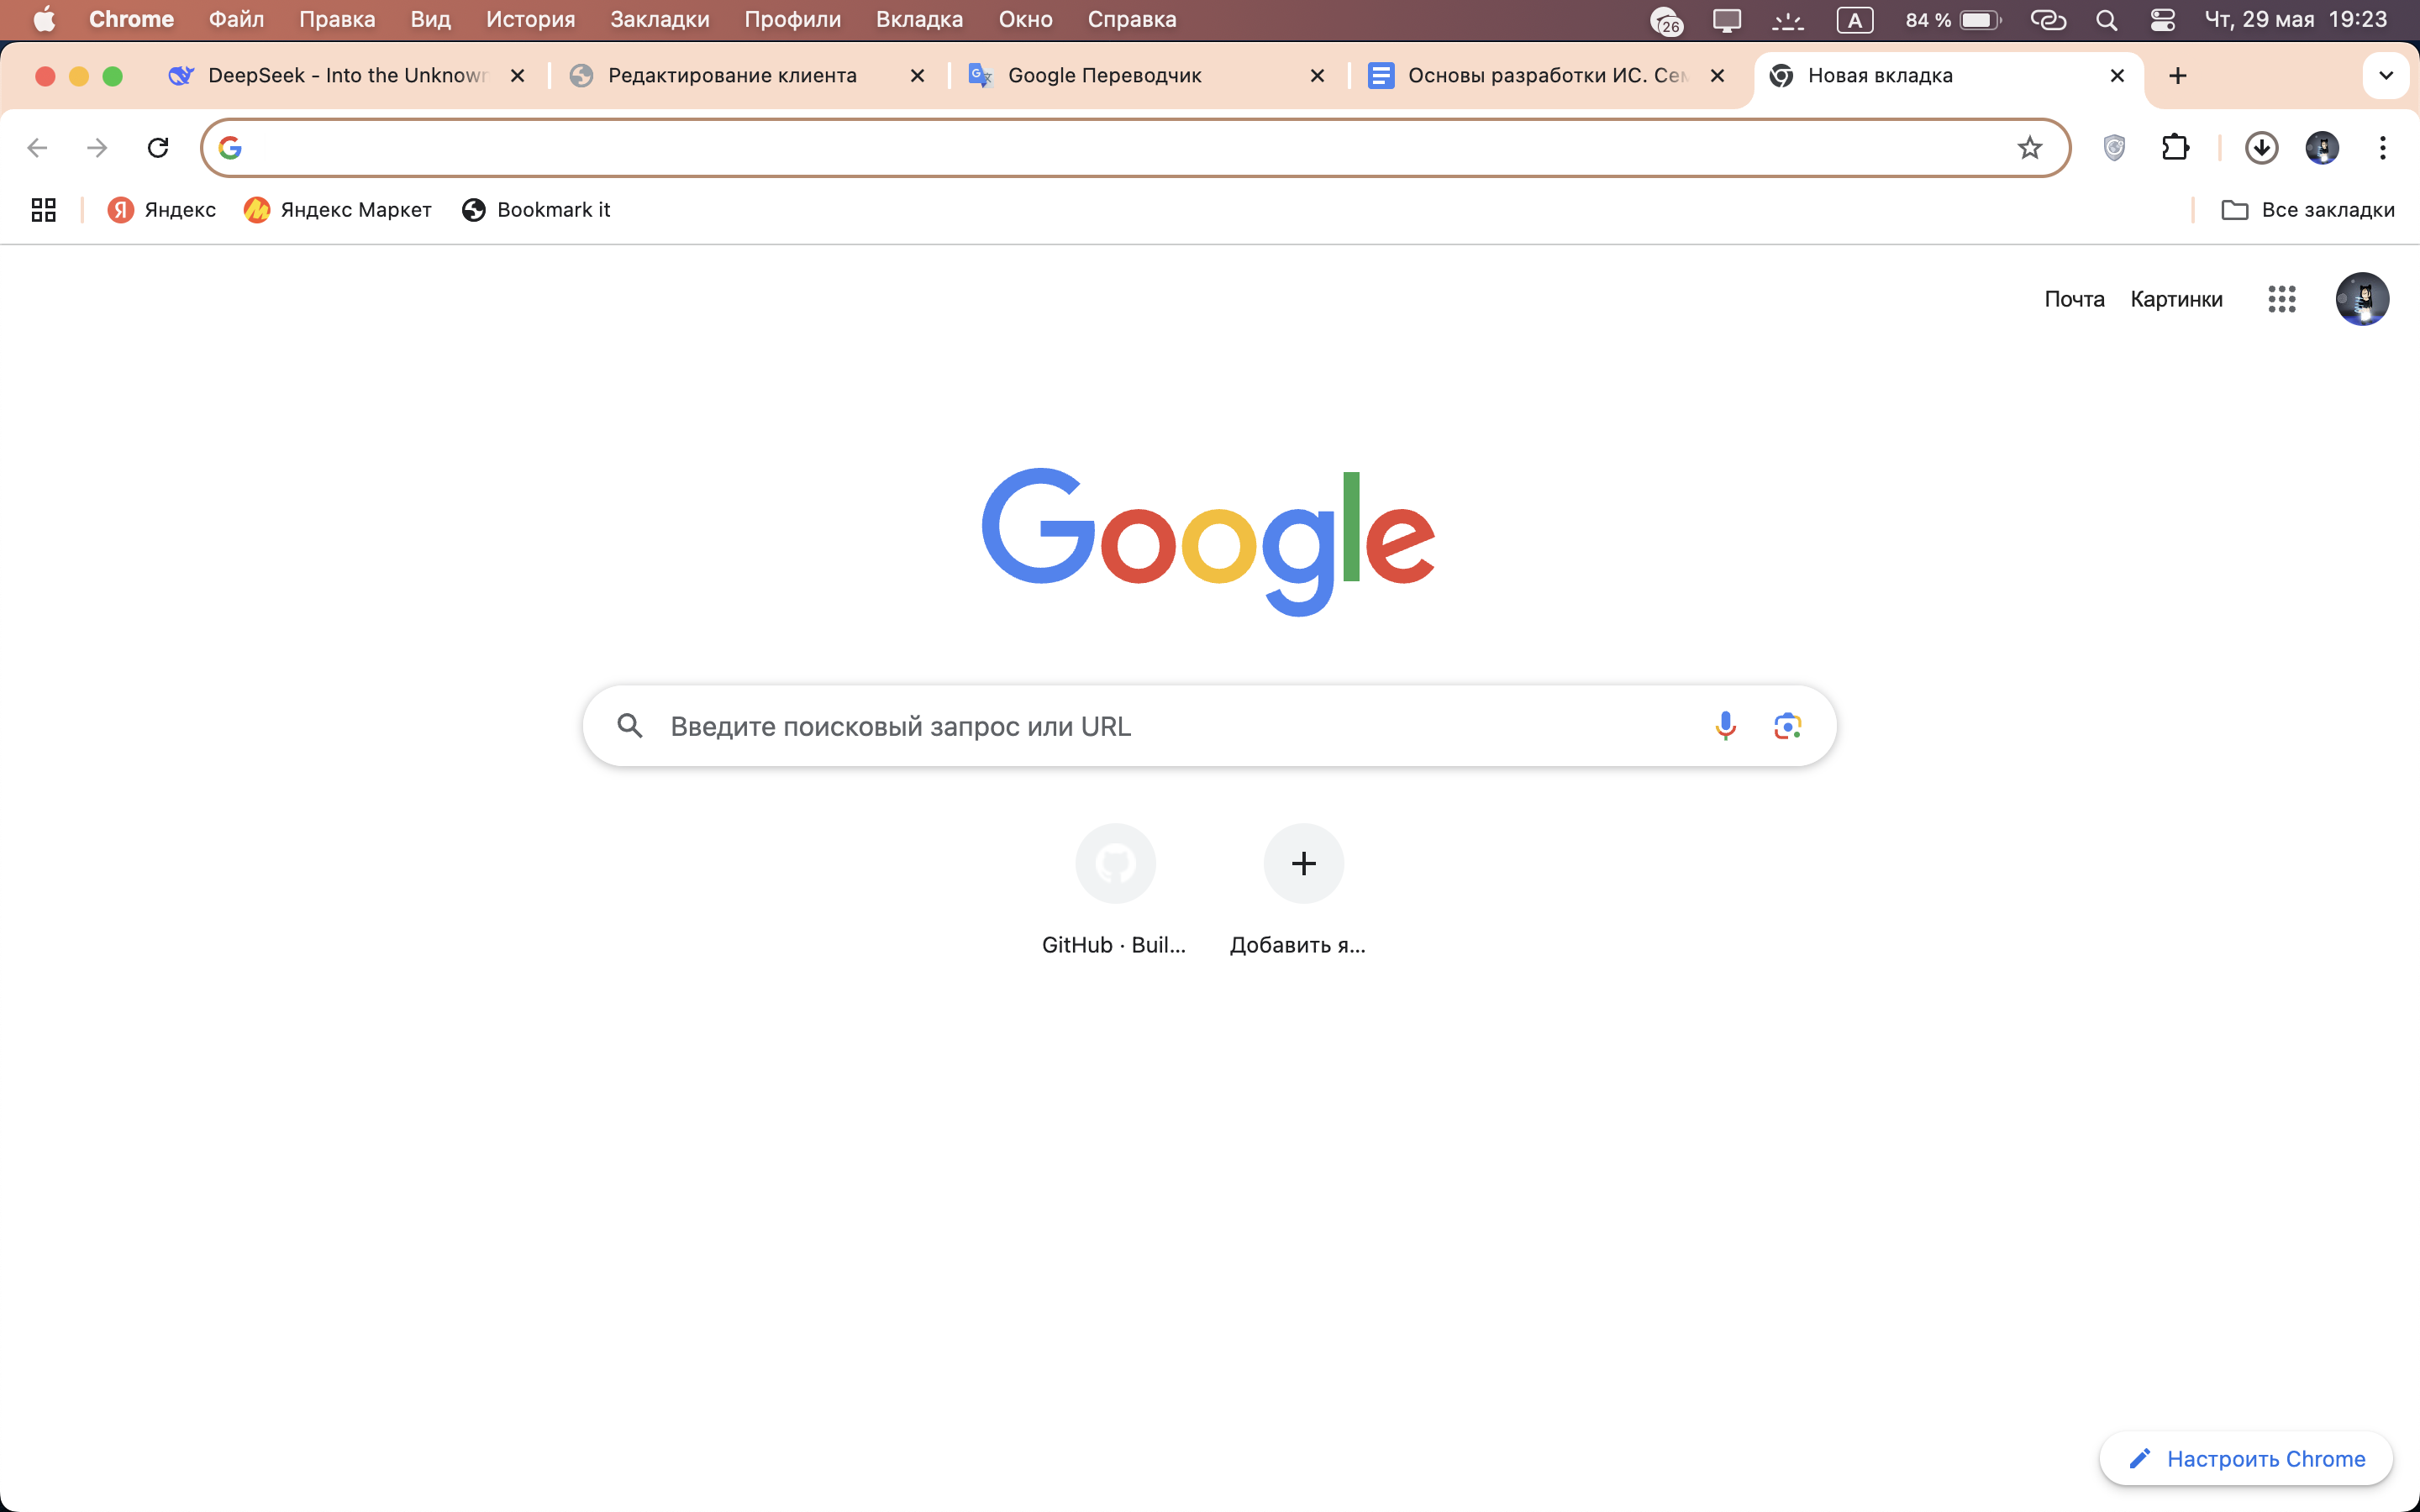 Chrome Файл Правка Вид История Закладки Профили Вкладка Окно Справка 26 A 84 % Чт, 29 мая 19:23
DeepSeek - Into the Unknown Редактирование клиента Google Переводчик Основы разработки ИС. Сем Новая вкладка
Яндекс Яндекс Маркет Bookmark it Все закладки
Почта Картинки
Google
Введите поисковый запрос или URL
GitHub · Buil... Добавить я...
Настроить Chrome